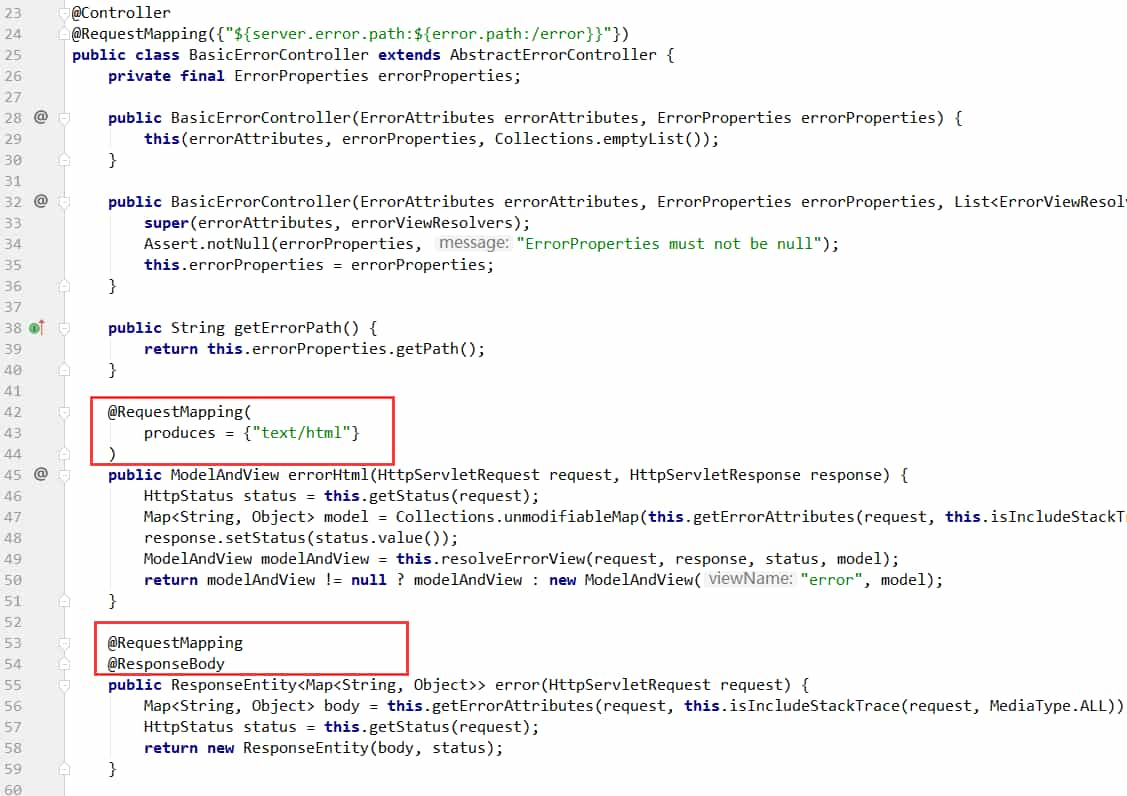 23 @Controller
24 @RequestMapping({"${server.error.path:${error.path:/error}}"})
25 public class BasicErrorController extends AbstractErrorController {
26     private final ErrorProperties errorProperties;
27
28 @     public BasicErrorController(ErrorAttributes errorAttributes, ErrorProperties errorProperties) {
29         this(errorAttributes, errorProperties, Collections.emptyList());
30     }
31
32 @     public BasicErrorController(ErrorAttributes errorAttributes, ErrorProperties errorProperties, List<ErrorViewResol
33         super(errorAttributes, errorViewResolvers);
34         Assert.notNull(errorProperties, message: "ErrorProperties must not be null");
35         this.errorProperties = errorProperties;
36     }
37
38     public String getErrorPath() {
39         return this.errorProperties.getPath();
40     }
41
42     @RequestMapping(
43         produces = {"text/html"}
44     )
45 @     public ModelAndView errorHtml(HttpServletRequest request, HttpServletResponse response) {
46         HttpStatus status = this.getStatus(request);
47         Map<String, Object> model = Collections.unmodifiableMap(this.getErrorAttributes(request, this.isIncludeStackT
48         response.setStatus(status.value());
49         ModelAndView modelAndView = this.resolveErrorView(request, response, status, model);
50         return modelAndView != null ? modelAndView : new ModelAndView( viewName: "error", model);
51     }
52
53     @RequestMapping
54     @ResponseBody
55     public ResponseEntity<Map<String, Object>> error(HttpServletRequest request) {
56         Map<String, Object> body = this.getErrorAttributes(request, this.isIncludeStackTrace(request, MediaType.ALL))
57         HttpStatus status = this.getStatus(request);
58         return new ResponseEntity(body, status);
59     }
60